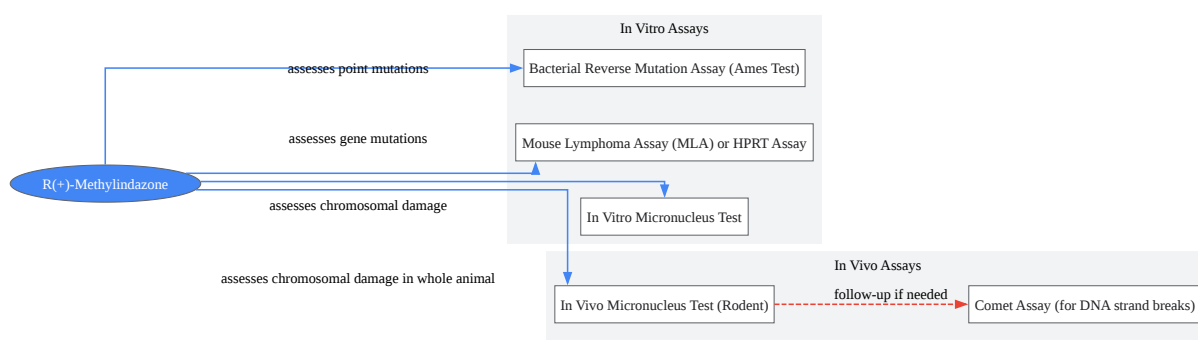 In Vitro Assays
assesses point mutations
Bacterial Reverse Mutation Assay (Ames Test)
assesses gene mutations
Mouse Lymphoma Assay (MLA) or HPRT Assay
R(+)-Methylindazone
assesses chromosomal damage
In Vitro Micronucleus Test
In Vivo Assays
assesses chromosomal damage in whole animal
In Vivo Micronucleus Test (Rodent)
follow-up if needed
Comet Assay (for DNA strand breaks)